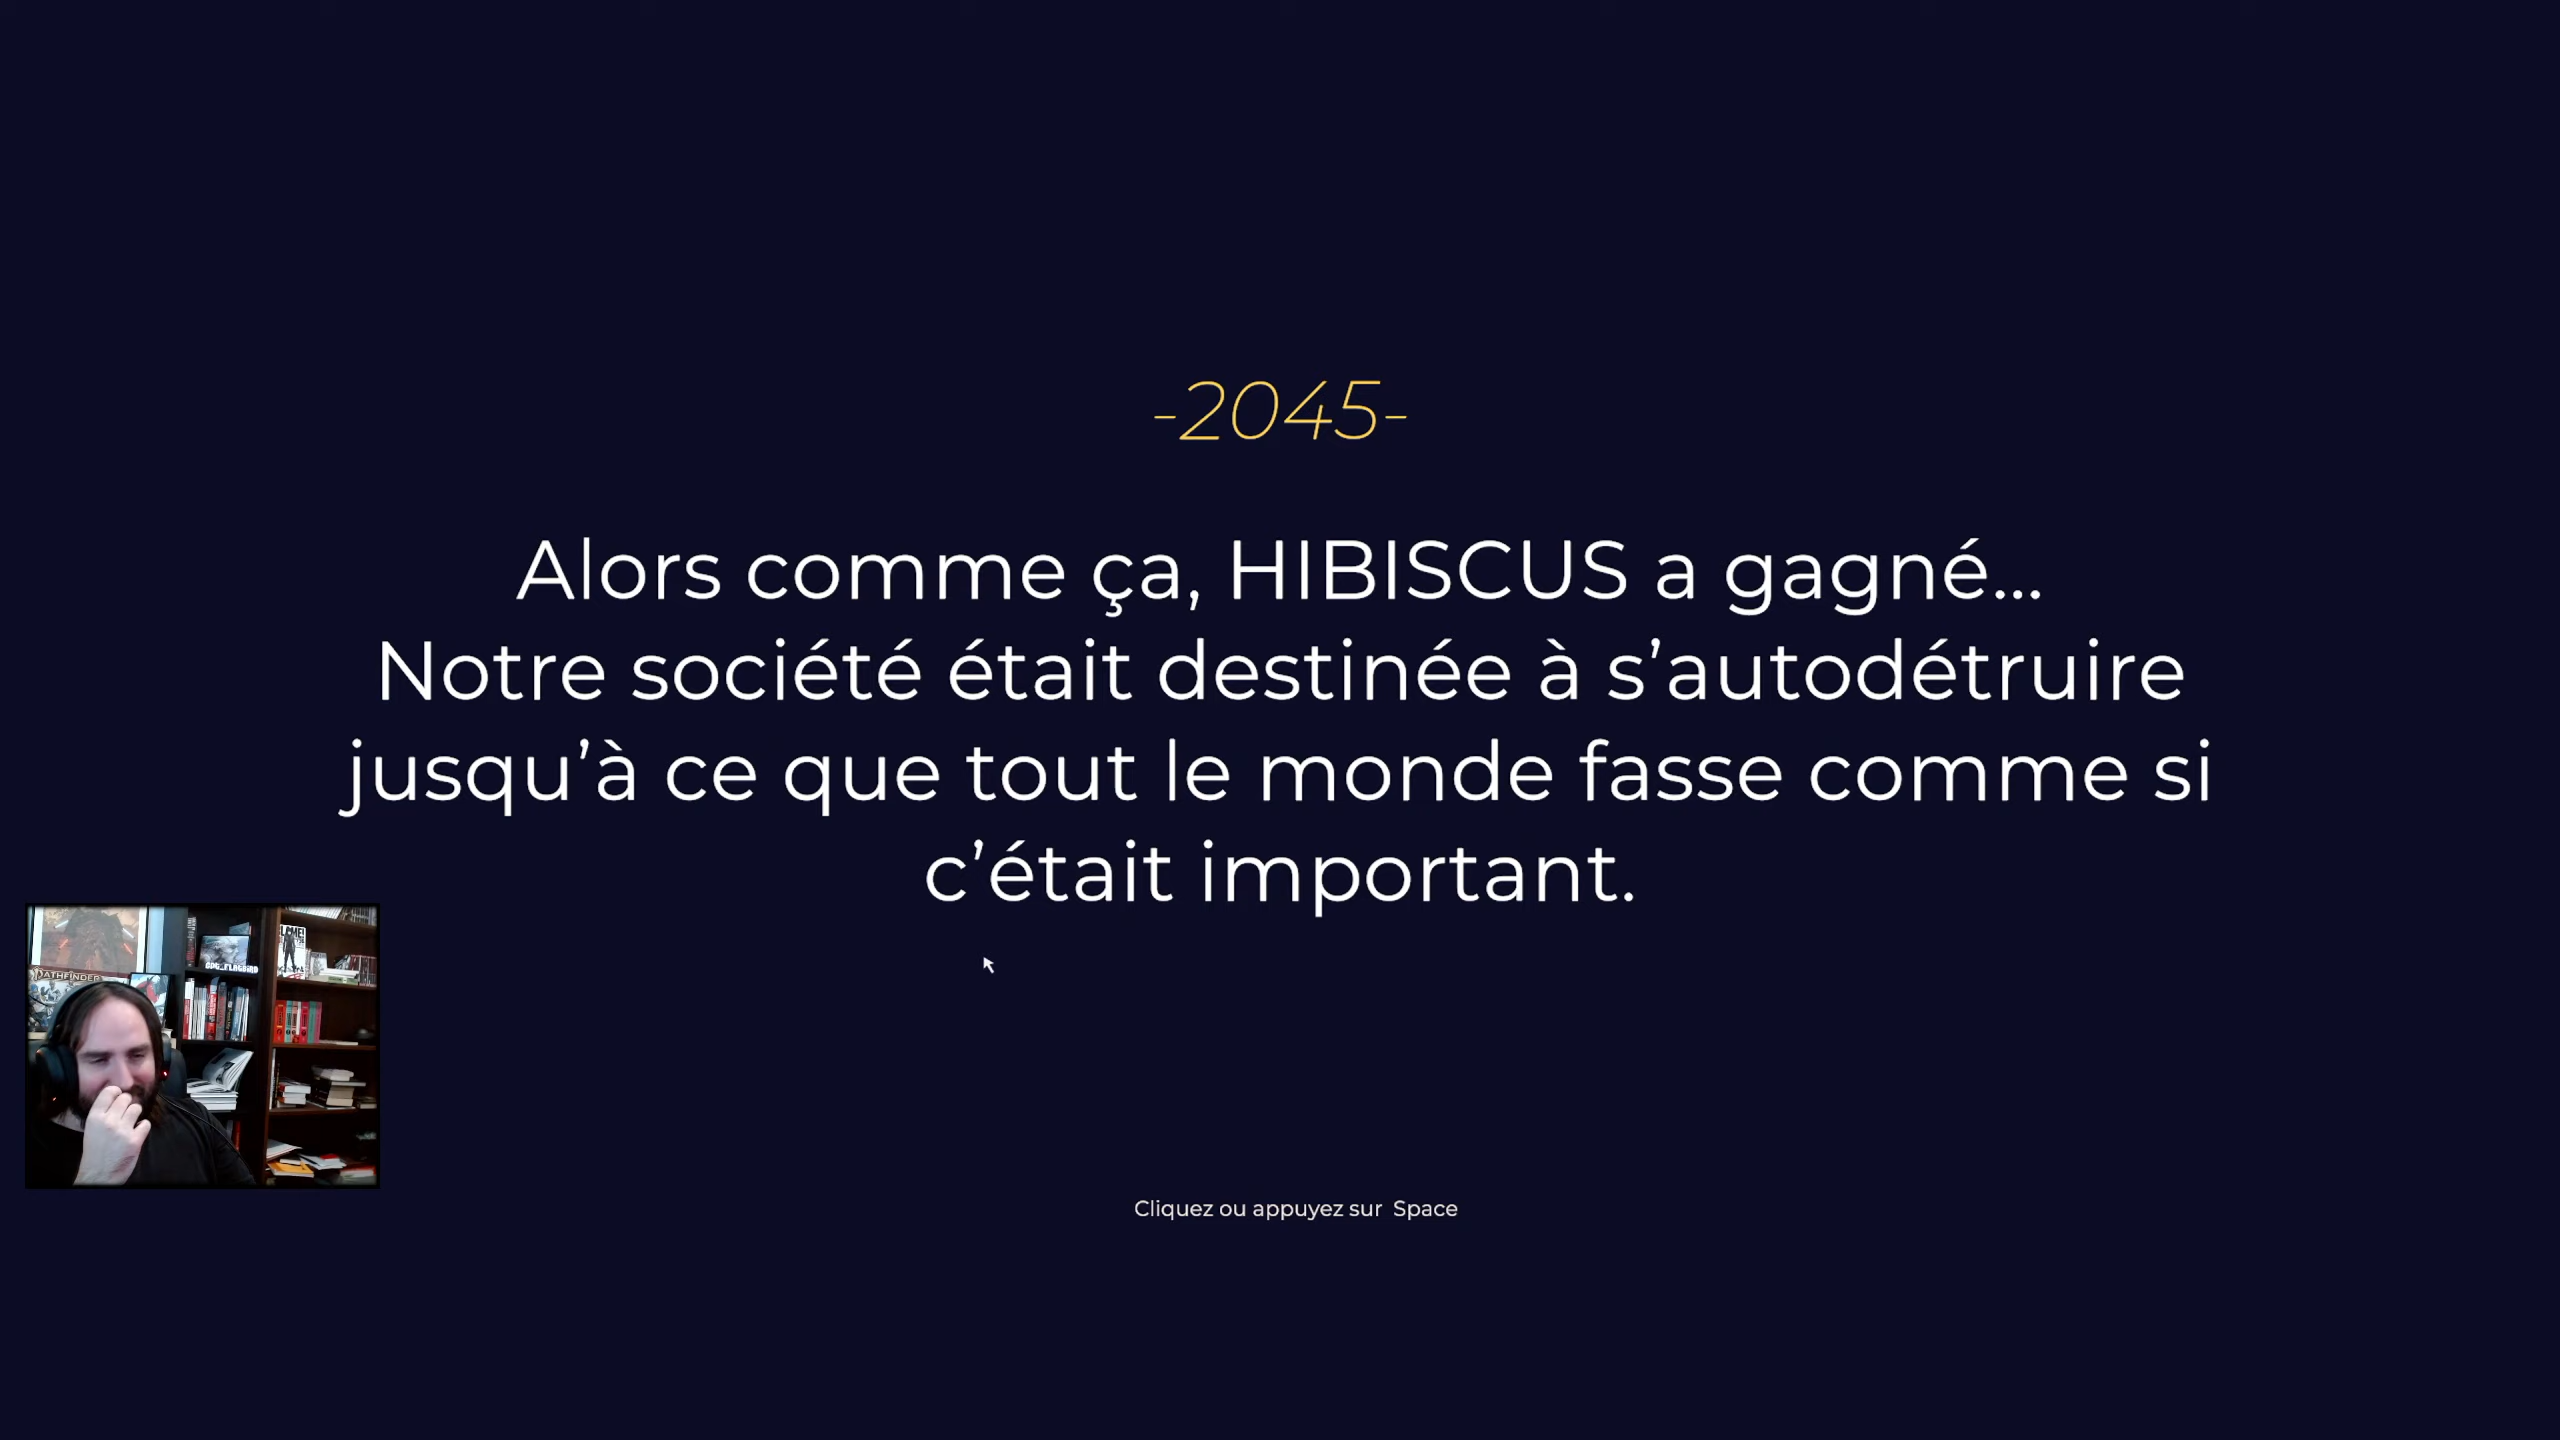 -2045-
Alors comme ça, HIBISCUS a gagné...
Notre société était destinée à s’autodétruire
jusqu’à ce que tout le monde fasse comme si
c’était important.
PATHFINDER
Cliquez ou appuyez sur Space